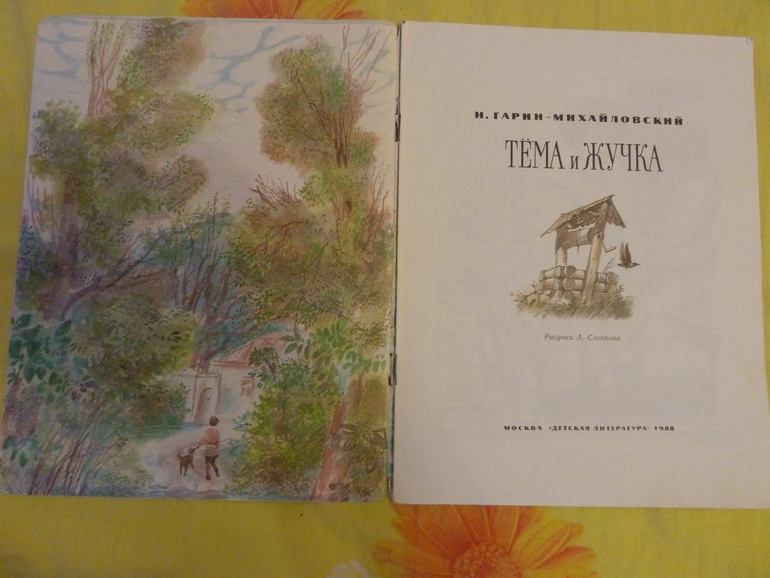 Н. ГАРИН-МИХАЙЛОВСКИЙ
ТЁМА и ЖУЧКА
Рисунки А. Слепкова
МОСКВА «ДЕТСКАЯ ЛИТЕРАТУРА» 1988